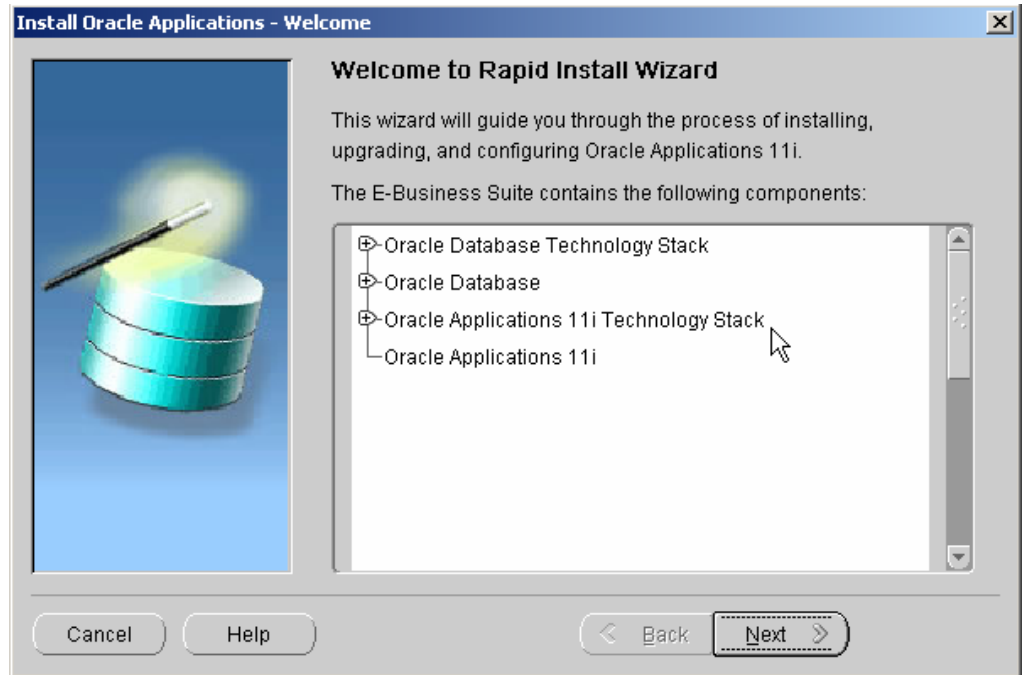 Install Oracle Applications - Welcome
Welcome to Rapid Install Wizard
This wizard will guide you through the process of installing,
upgrading, and configuring Oracle Applications 11i.
The E-Business Suite contains the following components:
Oracle Database Technology Stack
Oracle Database
Oracle Applications 11i Technology Stack
Oracle Applications 11i
Cancel Help Back Next